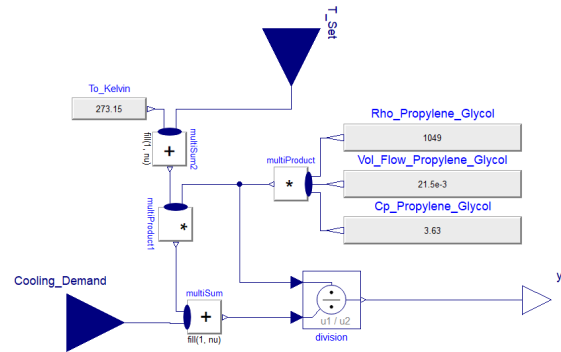 T_Set
To_Kelvin
273.15
Rho_Propylene_Glycol
1049
multiSum2
+
fill(1, nu)
multiProduct
*
Vol_Flow_Propylene_Glycol
21.5e-3
Cp_Propylene_Glycol
3.63
multiProduct1
*
Cooling_Demand
multiSum
+
fill(1, nu)
÷
u1 / u2
division
y